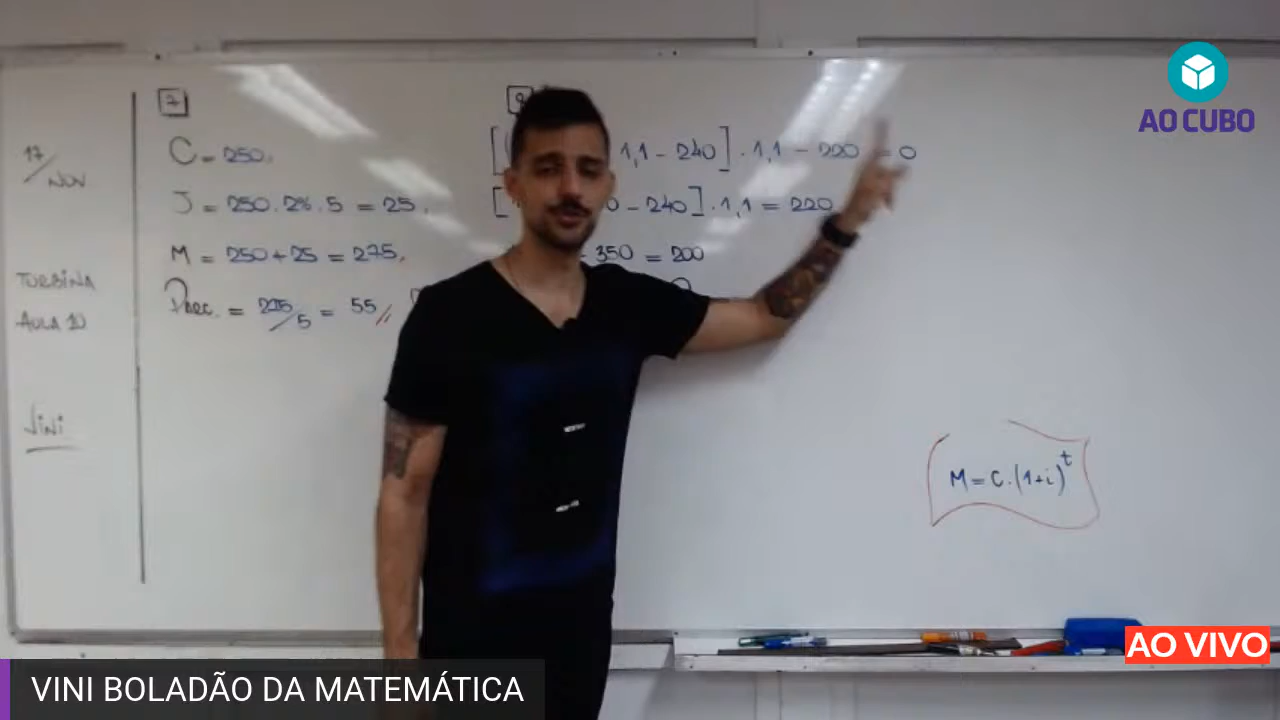 AO CUBO
17/NOV
TURBINA
AULA 10
Vini
7
C = 250.
J = 250.2%.5 = 25.
M = 250+25 = 275.
Parc. = 275/5 = 55//
1,1 - 240] . 1,1 - 220 = 0
0 - 240] . 1,1 = 220
350 = 200
M = C.(1+i)^t
AO VIVO
VINI BOLADÃO DA MATEMÁTICA